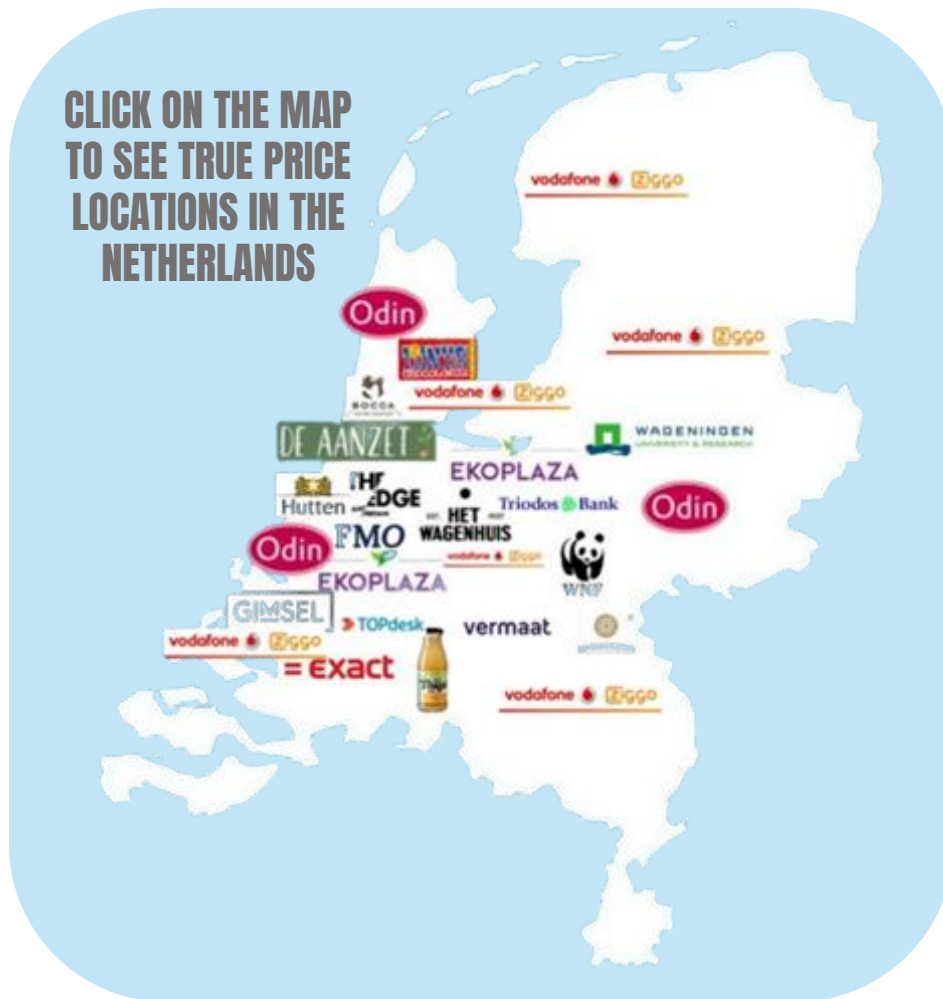 CLICK ON THE MAP
TO SEE TRUE PRICE
LOCATIONS IN THE
NETHERLANDS
vodafone Ziggo
Odin
vodafone Ziggo
TONY'S
BOCCA
vodafone Ziggo
DE AANZET
WAGENINGEN
UNIVERSITY & RESEARCH
EKOPLAZA
Hutten
THE
EDGE
Triodos Bank
Odin
HET
WAGENHUIS
FMO
Odin
vodafone Ziggo
WNF
EKOPLAZA
GIMSEL
TOPdesk
vermaat
vodafone Ziggo
= exact
vodafone Ziggo